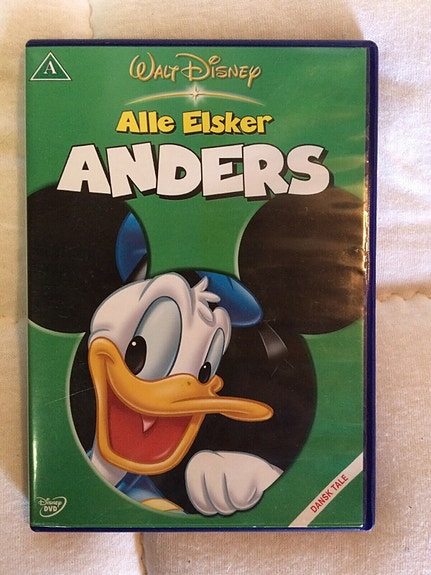 A
WALT DISNEY
Alle Elsker
ANDERS
DANSK TALE
Disney
DVD